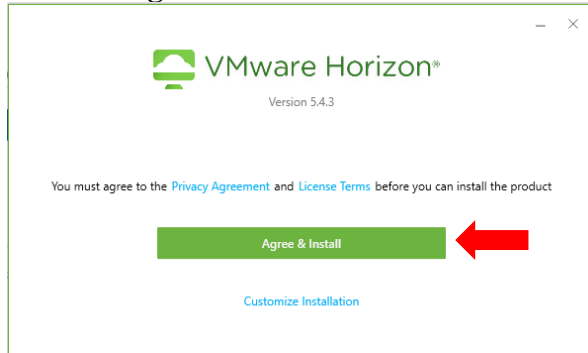 VMware Horizon®
Version 5.4.3
You must agree to the Privacy Agreement and License Terms before you can install the product
Agree & Install
Customize Installation